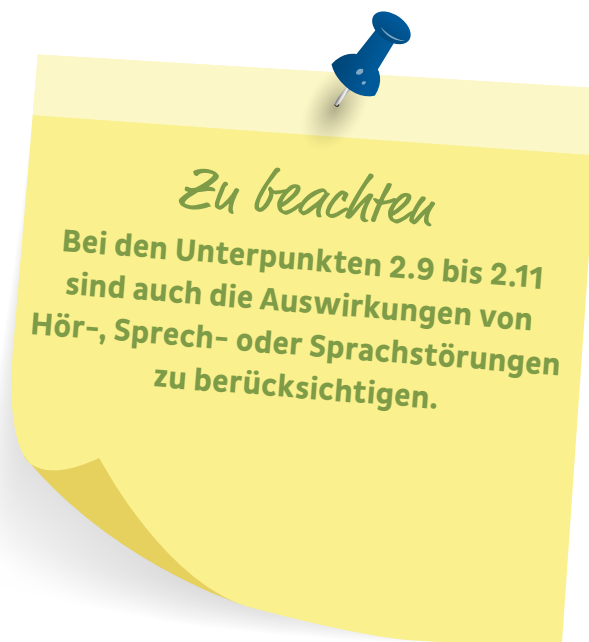 Zu beachten
Bei den Unterpunkten 2.9 bis 2.11
sind auch die Auswirkungen von
Hör-, Sprech- oder Sprachstörungen
zu berücksichtigen.